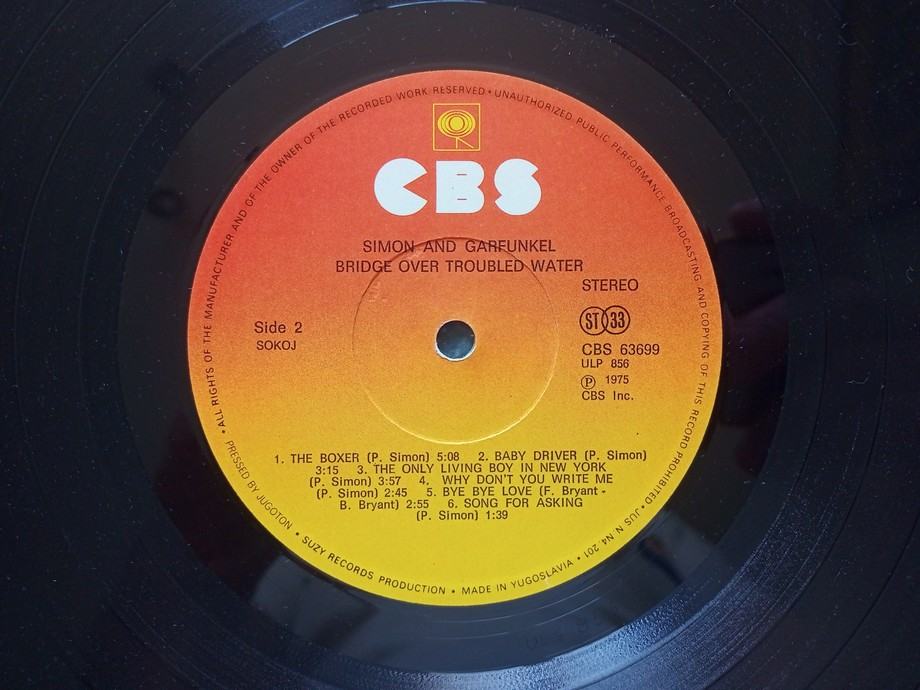 • ALL RIGHTS OF THE MANUFACTURER AND OF THE OWNER OF THE RECORDED WORK RESERVED • UNAUTHORIZED PUBLIC PERFORMANCE BROADCASTING AND COPYING OF THIS RECORD PROHIBITED • JUS N.N4. 201 •
CBS
SIMON AND GARFUNKEL
BRIDGE OVER TROUBLED WATER
STEREO
Side 2
SOKOJ
ST 33
CBS 63699
ULP 856
Ⓟ 1975
CBS Inc.
1. THE BOXER (P. Simon) 5:08 2. BABY DRIVER (P. Simon)
3:15 3. THE ONLY LIVING BOY IN NEW YORK
(P. Simon) 3:57 4, WHY DON'T YOU WRITE ME
(P. Simon) 2:45 5. BYE BYE LOVE (F. Bryant -
B. Bryant) 2:55 6. SONG FOR ASKING
(P. Simon) 1:39
PRESSED BY JUGOTON • SUZY RECORDS PRODUCTION • MADE IN YUGOSLAVIA